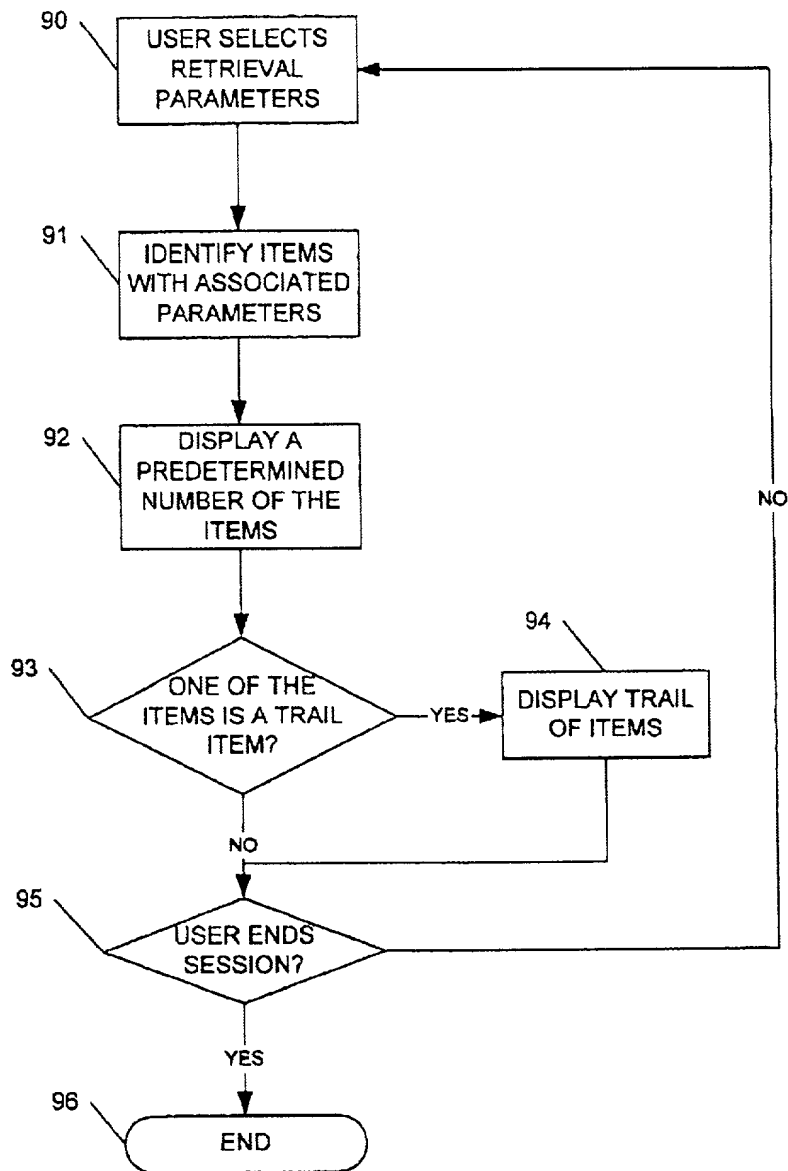 90
USER SELECTS
RETRIEVAL
PARAMETERS
91
IDENTIFY ITEMS
WITH ASSOCIATED
PARAMETERS
92
DISPLAY A
PREDETERMINED
NUMBER OF THE
ITEMS
NO
93
ONE OF THE
ITEMS IS A TRAIL
ITEM?
YES
94
DISPLAY TRAIL
OF ITEMS
NO
95
USER ENDS
SESSION?
YES
96
END